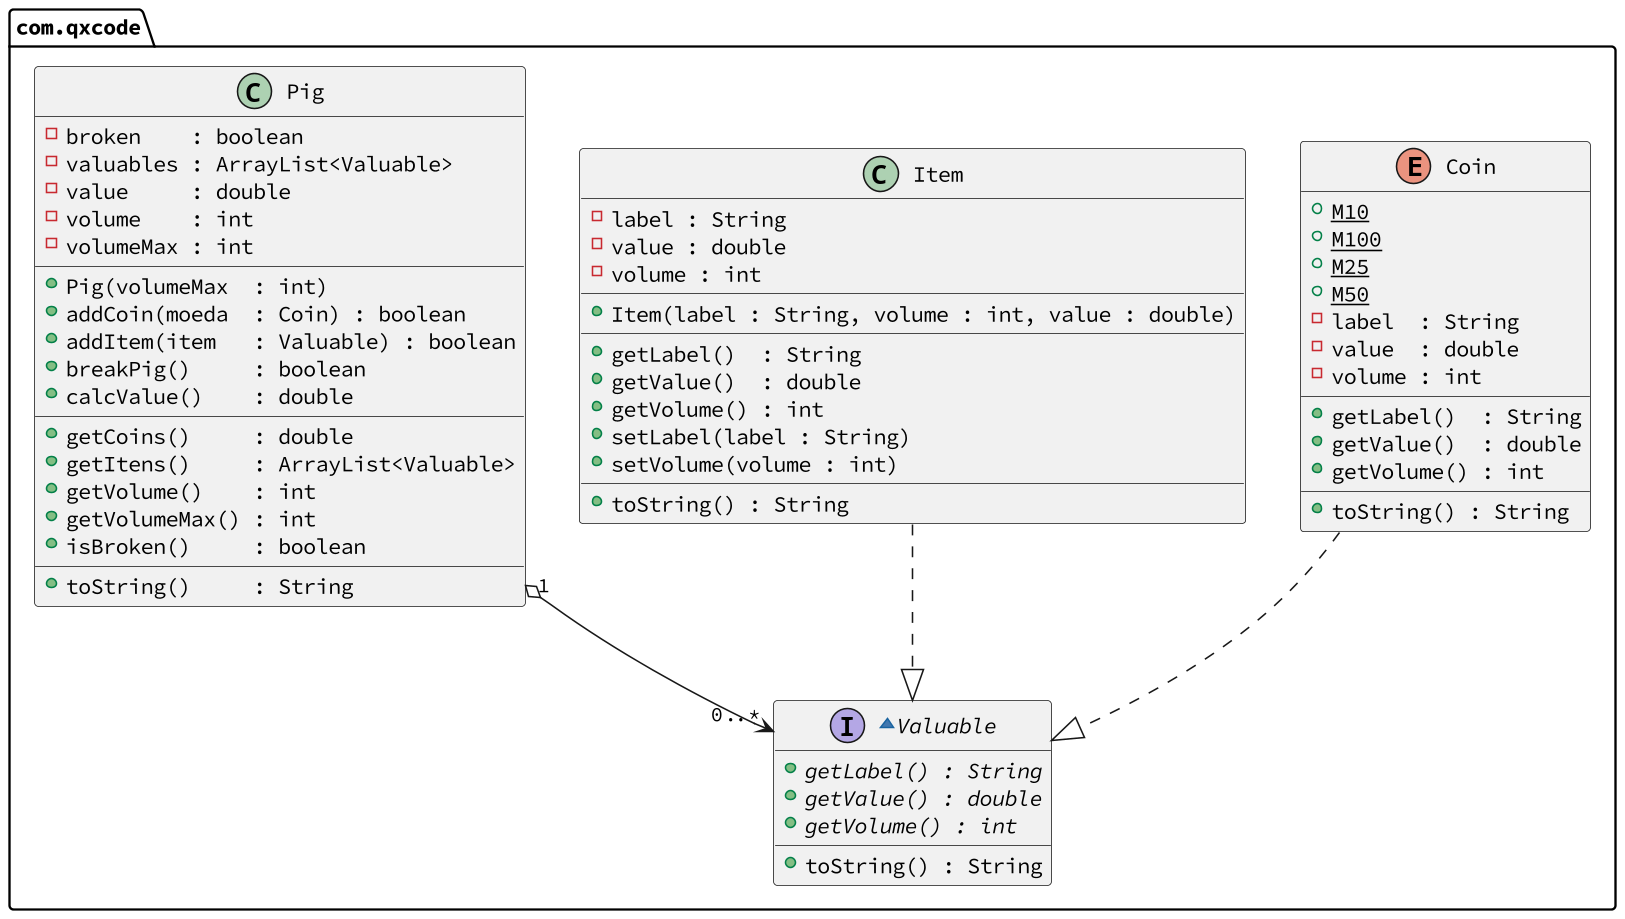 com.qxcode
C Pig
broken    : boolean
valuables : ArrayList<Valuable>
value     : double
volume    : int
volumeMax : int
Pig(volumeMax  : int)
addCoin(moeda  : Coin) : boolean
addItem(item   : Valuable) : boolean
breakPig()     : boolean
calcValue()    : double
getCoins()     : double
getItens()     : ArrayList<Valuable>
getVolume()    : int
getVolumeMax() : int
isBroken()     : boolean
toString()     : String
C Item
label : String
value : double
volume : int
Item(label : String, volume : int, value : double)
getLabel()  : String
getValue()  : double
getVolume() : int
setLabel(label : String)
setVolume(volume : int)
toString() : String
E Coin
M10
M100
M25
M50
label  : String
value  : double
volume : int
getLabel()  : String
getValue()  : double
getVolume() : int
toString() : String
1
0..*
I Valuable
getLabel() : String
getValue() : double
getVolume() : int
toString() : String